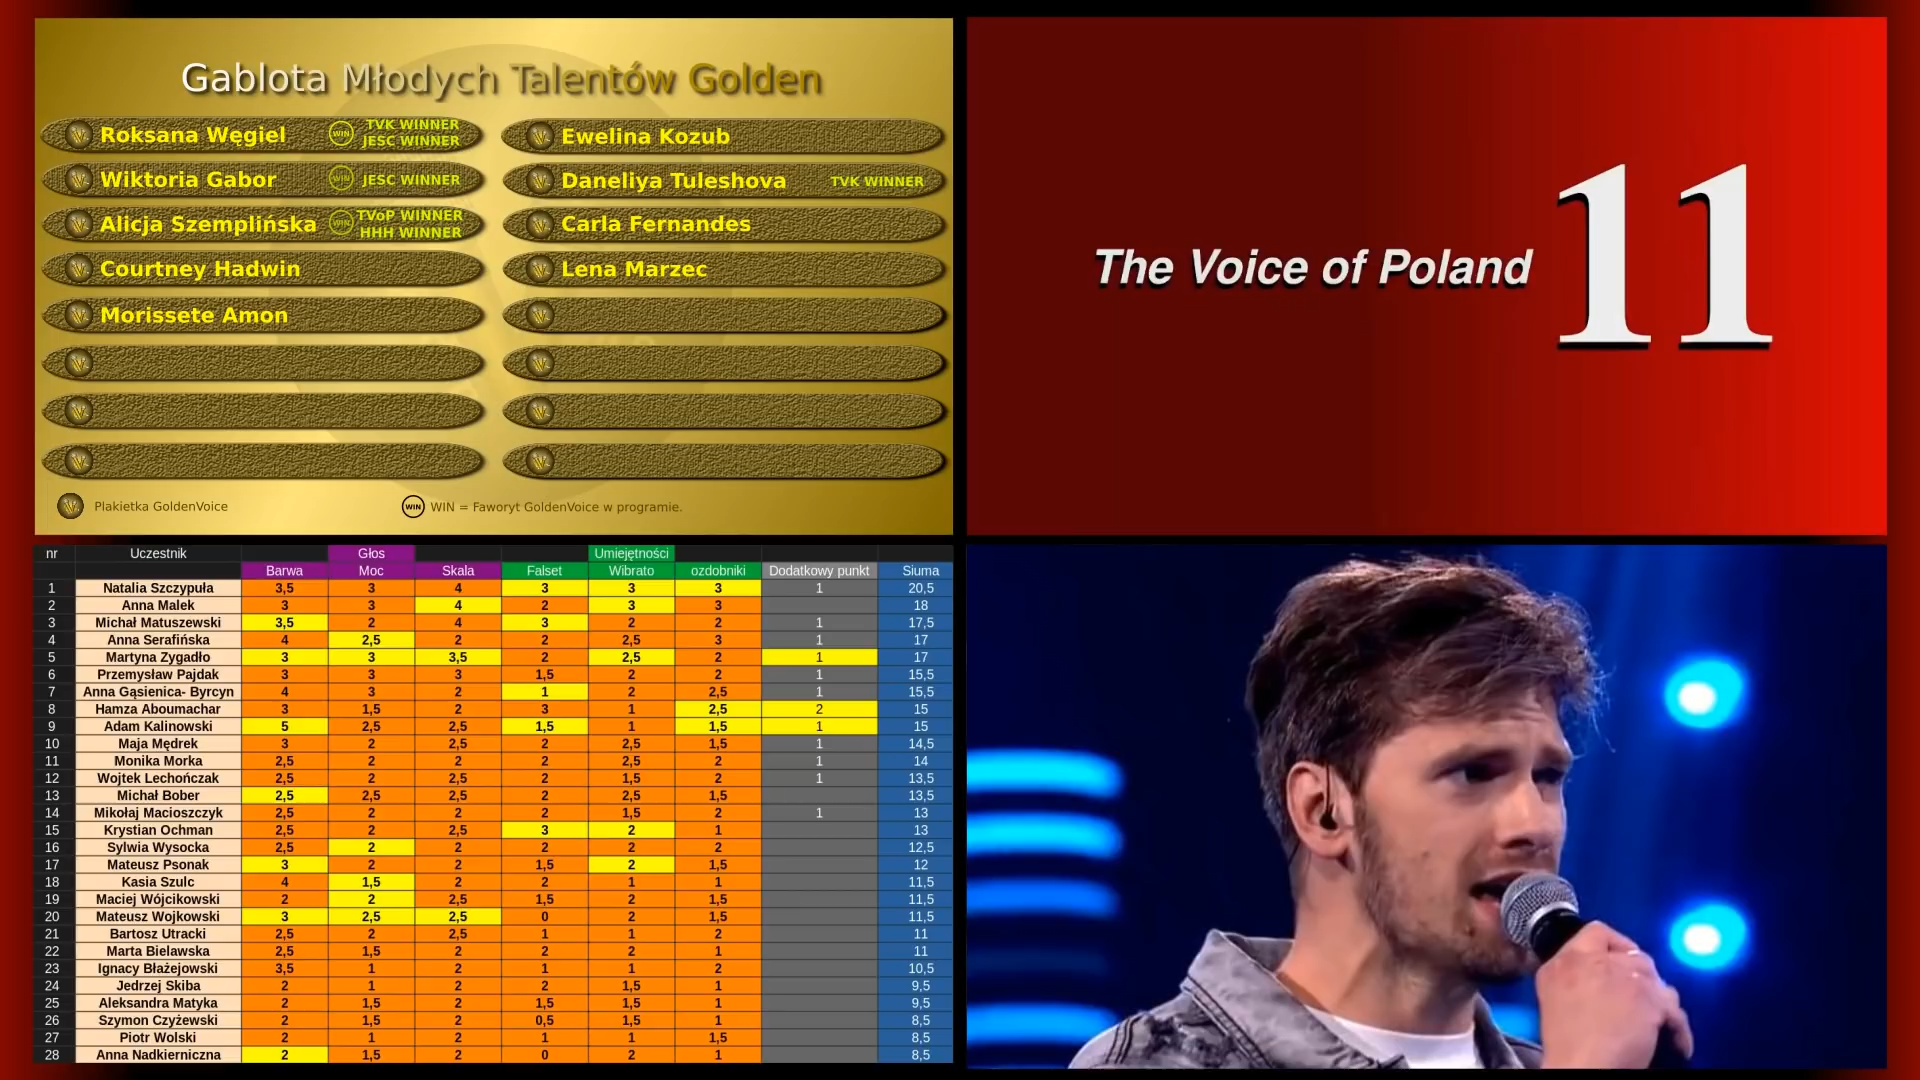 Gablota Młodych Talentów Golden
Roksana Węgiel WIN TVK WINNER JESC WINNER
Wiktoria Gabor WIN JESC WINNER
Alicja Szemplińska WIN TVoP WINNER HHH WINNER
Courtney Hadwin
Morissete Amon
Ewelina Kozub
Daneliya Tuleshova TVK WINNER
Carla Fernandes
Lena Marzec
Plakietka GoldenVoice
WIN WIN = Faworyt GoldenVoice w programie.
The Voice of Poland 11
nr Uczestnik Głos Umiejętności
Barwa Moc Skala Falset Wibrato ozdobniki Dodatkowy punkt Siuma
1 Natalia Szczypuła 3,5 3 4 3 3 3 1 20,5
2 Anna Malek 3 3 4 2 3 3 18
3 Michał Matuszewski 3,5 2 4 3 2 2 1 17,5
4 Anna Serafińska 4 2,5 2 2 2,5 3 1 17
5 Martyna Zygadło 3 3 3,5 2 2,5 2 1 17
6 Przemysław Pajdak 3 3 3 1,5 2 2 1 15,5
7 Anna Gąsienica- Byrcyn 4 3 2 1 2 2,5 1 15,5
8 Hamza Aboumachar 3 1,5 2 3 1 2,5 2 15
9 Adam Kalinowski 5 2,5 2,5 1,5 1 1,5 1 15
10 Maja Mędrek 3 2 2,5 2 2,5 1,5 1 14,5
11 Monika Morka 2,5 2 2 2 2,5 2 1 14
12 Wojtek Lechończak 2,5 2 2,5 2 1,5 2 1 13,5
13 Michał Bober 2,5 2,5 2,5 2 2,5 1,5 13,5
14 Mikołaj Macioszczyk 2,5 2 2 2 1,5 2 1 13
15 Krystian Ochman 2,5 2 2,5 3 2 1 13
16 Sylwia Wysocka 2,5 2 2 2 2 2 12,5
17 Mateusz Psonak 3 2 2 1,5 2 1,5 12
18 Kasia Szulc 4 1,5 2 2 1 1 11,5
19 Maciej Wójcikowski 2 2 2,5 1,5 2 1,5 11,5
20 Mateusz Wojkowski 3 2,5 2,5 0 2 1,5 11,5
21 Bartosz Utracki 2,5 2 2,5 1 1 2 11
22 Marta Bielawska 2,5 1,5 2 2 2 1 11
23 Ignacy Błażejowski 3,5 1 2 1 1 2 10,5
24 Jedrzej Skiba 2 1 2 2 1,5 1 9,5
25 Aleksandra Matyka 2 1,5 2 1,5 1,5 1 9,5
26 Szymon Czyżewski 2 1,5 2 0,5 1,5 1 8,5
27 Piotr Wolski 2 1 2 1 1 1,5 8,5
28 Anna Nadkierniczna 2 1,5 2 0 2 1 8,5